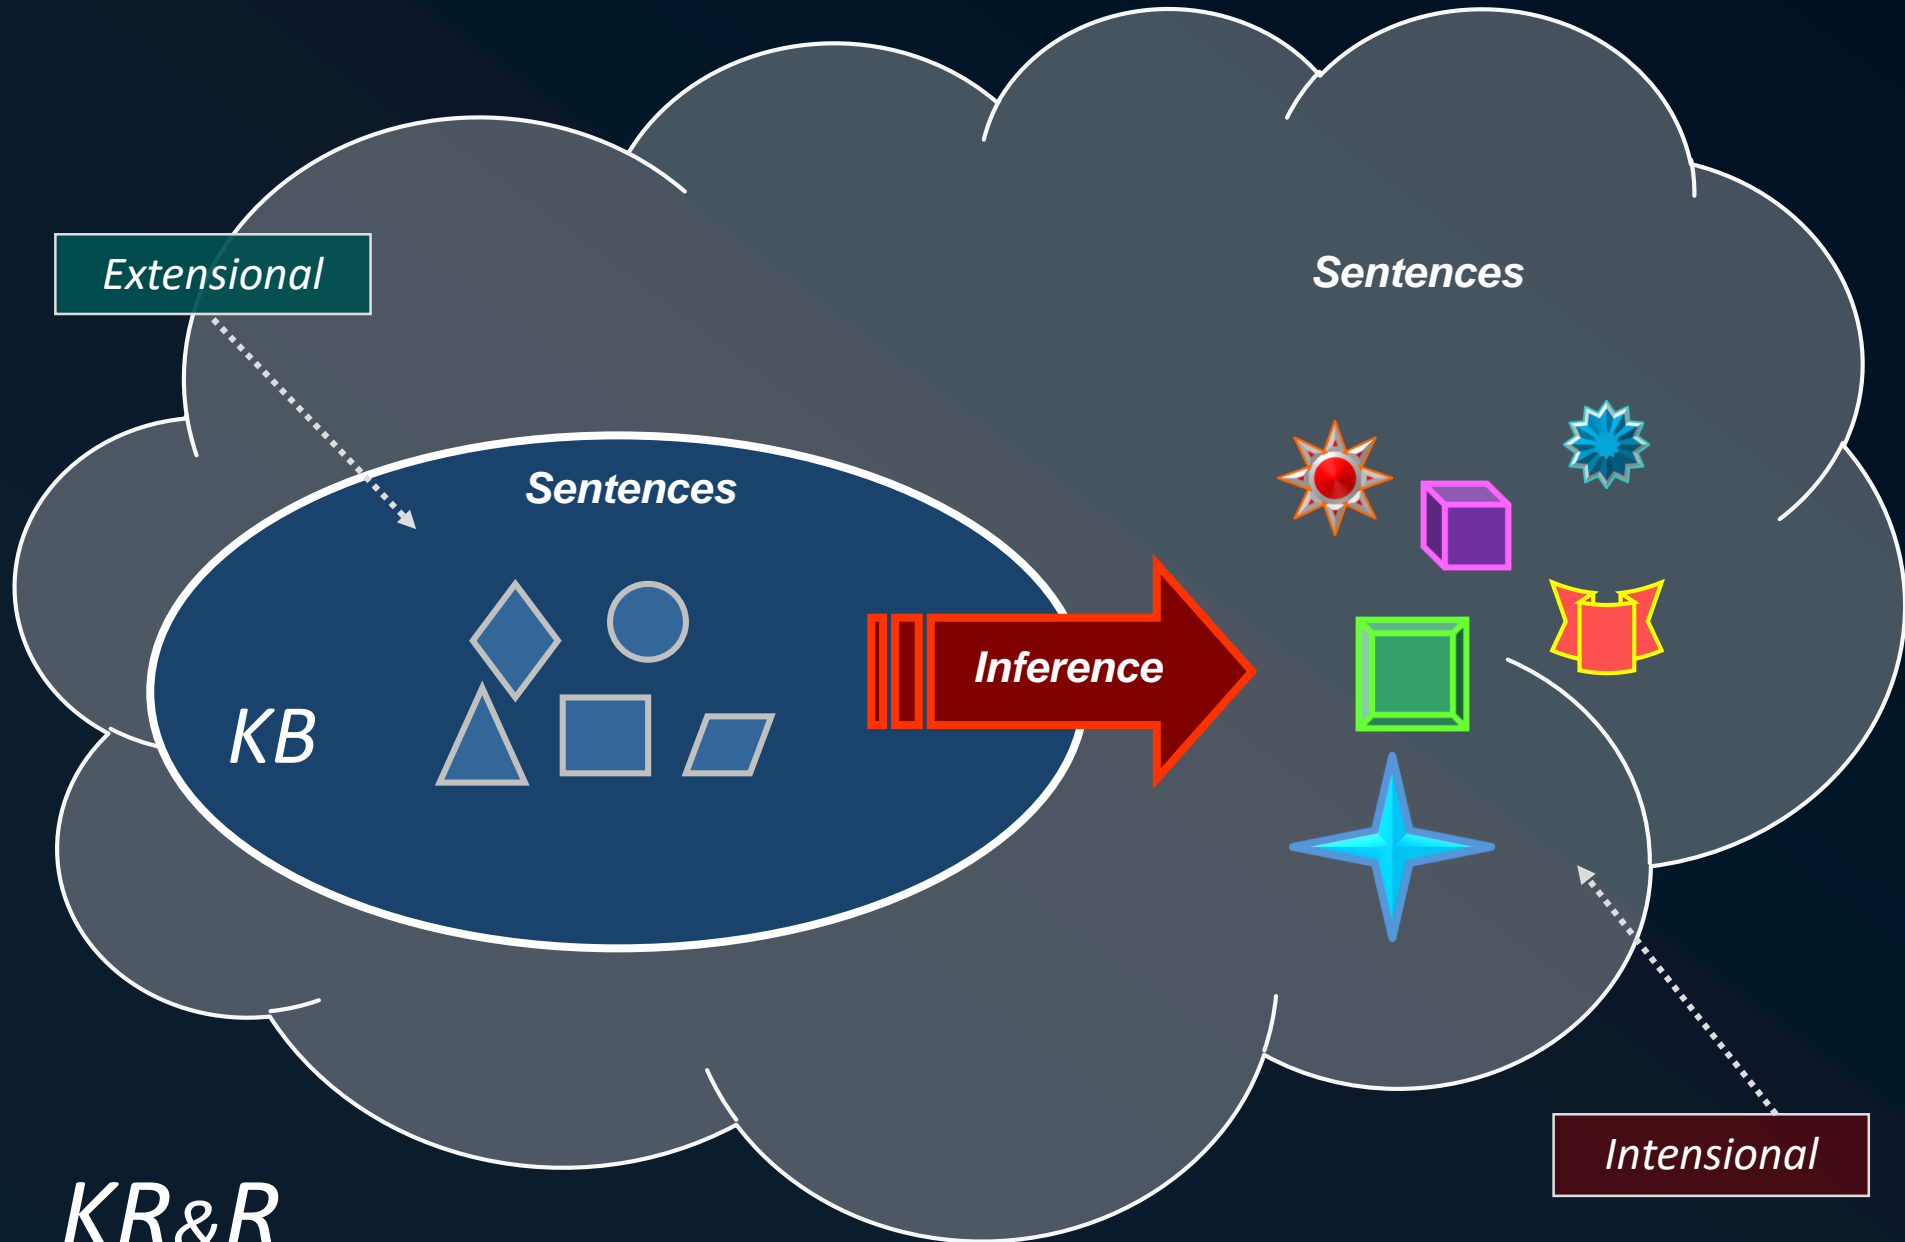 Extensional
Sentences
Sentences
Inference
KB
Intensional
KR&R